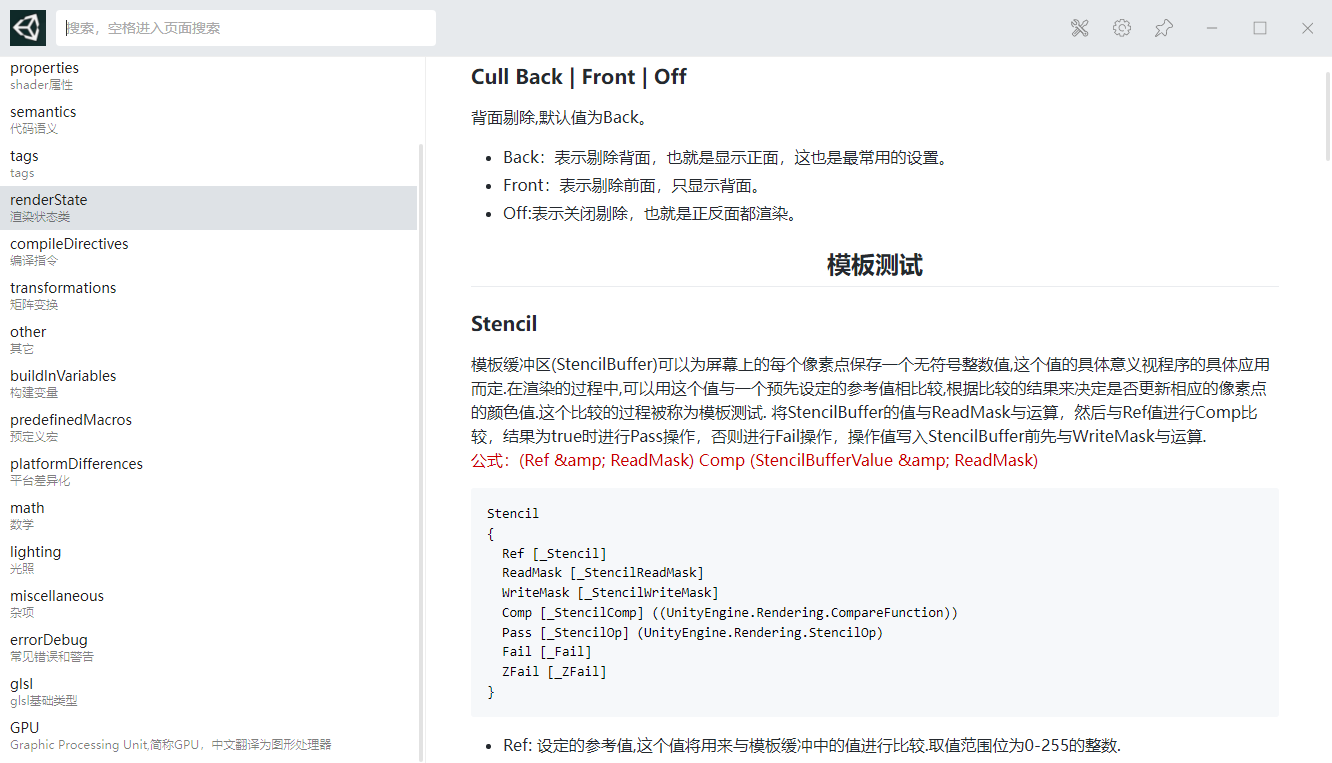 搜索，空格进入页面搜索
properties
shader属性
semantics
代码语义
tags
tags
renderState
渲染状态类
compileDirectives
编译指令
transformations
矩阵变换
other
其它
buildInVariables
构建变量
predefinedMacros
预定义宏
platformDifferences
平台差异化
math
数学
lighting
光照
miscellaneous
杂项
errorDebug
常见错误和警告
glsl
glsl基础类型
GPU
Graphic Processing Unit,简称GPU，中文翻译为图形处理器
Cull Back | Front | Off
背面剔除,默认值为Back。
• Back：表示剔除背面，也就是显示正面，这也是最常用的设置。
• Front：表示剔除前面，只显示背面。
• Off:表示关闭剔除，也就是正反面都渲染。
模板测试
Stencil
模板缓冲区(StencilBuffer)可以为屏幕上的每个像素点保存一个无符号整数值,这个值的具体意义视程序的具体应用
而定.在渲染的过程中,可以用这个值与一个预先设定的参考值相比较,根据比较的结果来决定是否更新相应的像素点
的颜色值.这个比较的过程被称为模板测试. 将StencilBuffer的值与ReadMask与运算，然后与Ref值进行Comp比
较，结果为true时进行Pass操作，否则进行Fail操作，操作值写入StencilBuffer前先与WriteMask与运算.
公式：(Ref &amp; ReadMask) Comp (StencilBufferValue &amp; ReadMask)
Stencil
{
Ref [_Stencil]
ReadMask [_StencilReadMask]
WriteMask [_StencilWriteMask]
Comp [_StencilComp] ((UnityEngine.Rendering.CompareFunction))
Pass [_StencilOp] (UnityEngine.Rendering.StencilOp)
Fail [_Fail]
ZFail [_ZFail]
}
• Ref: 设定的参考值,这个值将用来与模板缓冲中的值进行比较.取值范围位为0-255的整数.